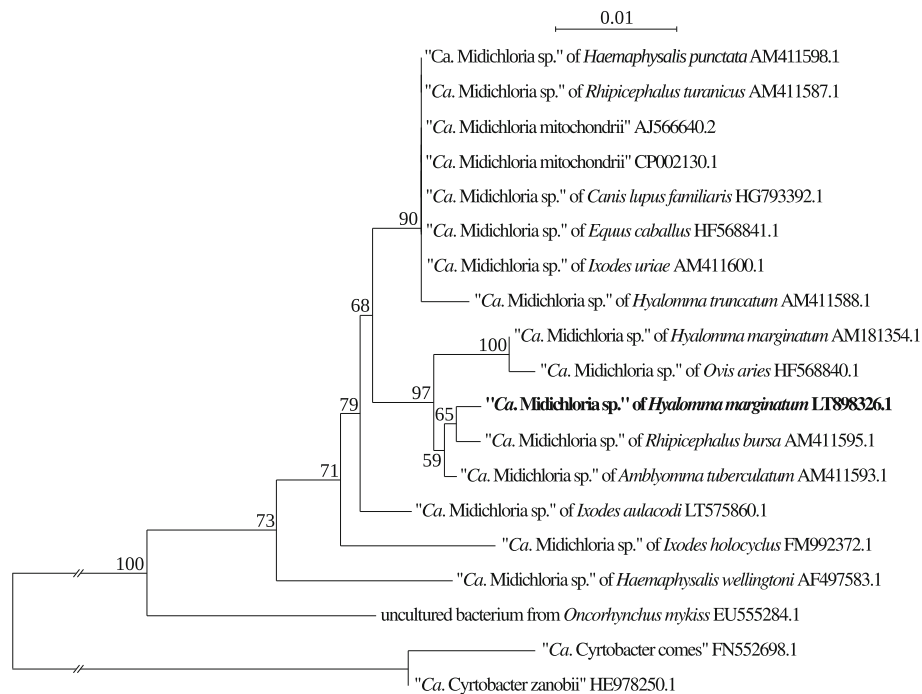 0.01
"Ca. Midichloria sp." of Haemaphysalis punctata AM411598.1
"Ca. Midichloria sp." of Rhipicephalus turanicus AM411587.1
"Ca. Midichloria mitochondrii" AJ566640.2
"Ca. Midichloria mitochondrii" CP002130.1
"Ca. Midichloria sp." of Canis lupus familiaris HG793392.1
90
"Ca. Midichloria sp." of Equus caballus HF568841.1
"Ca. Midichloria sp." of Ixodes uriae AM411600.1
"Ca. Midichloria sp." of Hyalomma truncatum AM411588.1
68
"Ca. Midichloria sp." of Hyalomma marginatum AM181354.1
100
"Ca. Midichloria sp." of Ovis aries HF568840.1
97
79
"Ca. Midichloria sp." of Hyalomma marginatum LT898326.1
65
"Ca. Midichloria sp." of Rhipicephalus bursa AM411595.1
59
71
"Ca. Midichloria sp." of Amblyomma tuberculatum AM411593.1
"Ca. Midichloria sp." of Ixodes aulacodi LT575860.1
73
"Ca. Midichloria sp." of Ixodes holocyclus FM992372.1
100
"Ca. Midichloria sp." of Haemaphysalis wellingtoni AF497583.1
uncultured bacterium from Oncorhynchus mykiss EU555284.1
"Ca. Cyrtobacter comes" FN552698.1
"Ca. Cyrtobacter zanobii" HE978250.1